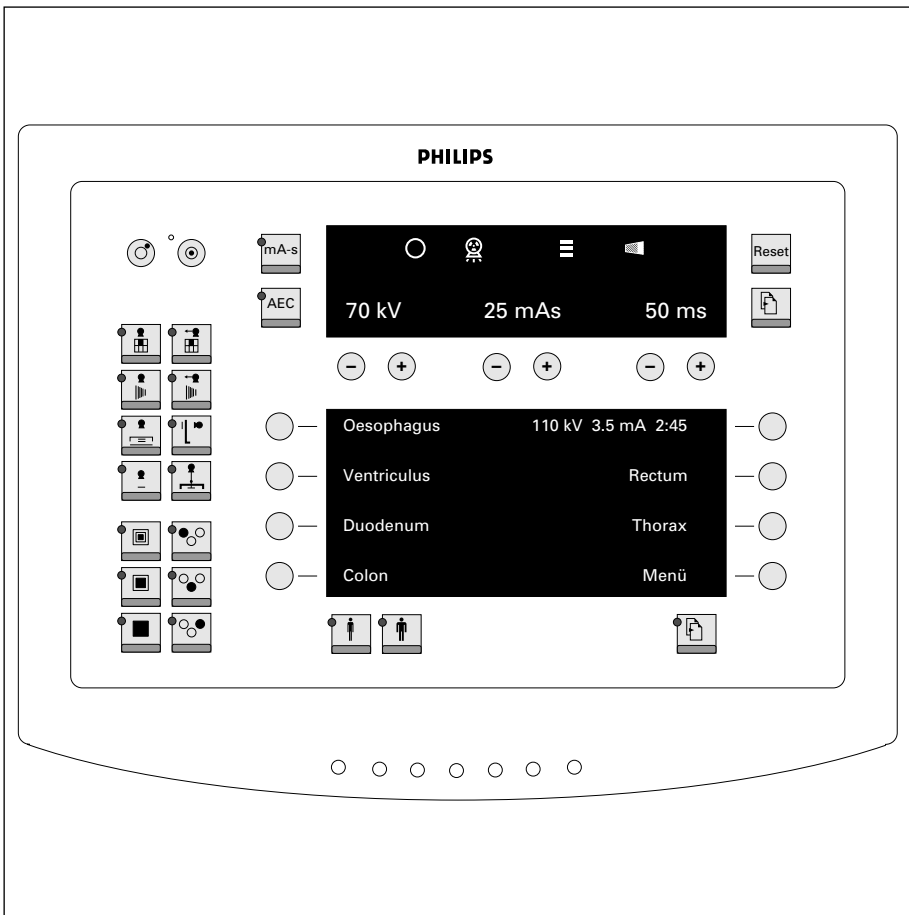 PHILIPS
mA-s
Reset
AEC
70 kV 25 mAs 50 ms
− + − + − +
Oesophagus 110 kV 3.5 mA 2:45
Ventriculus Rectum
Duodenum Thorax
Colon Menü